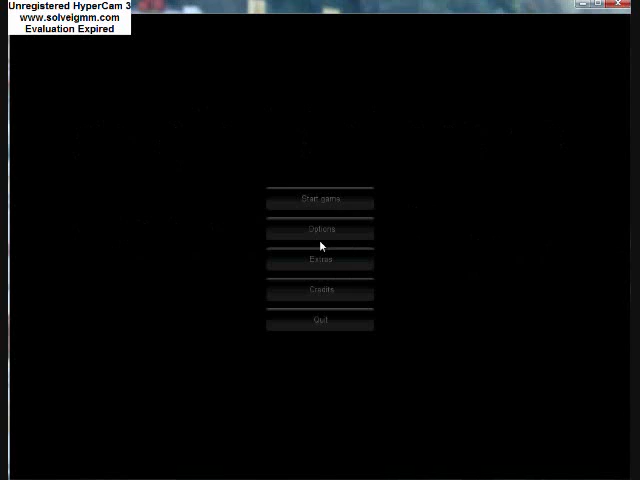 Unregistered HyperCam 3
www.solveigmm.com
Evaluation Expired
Start game
Options
Extras
Credits
Quit